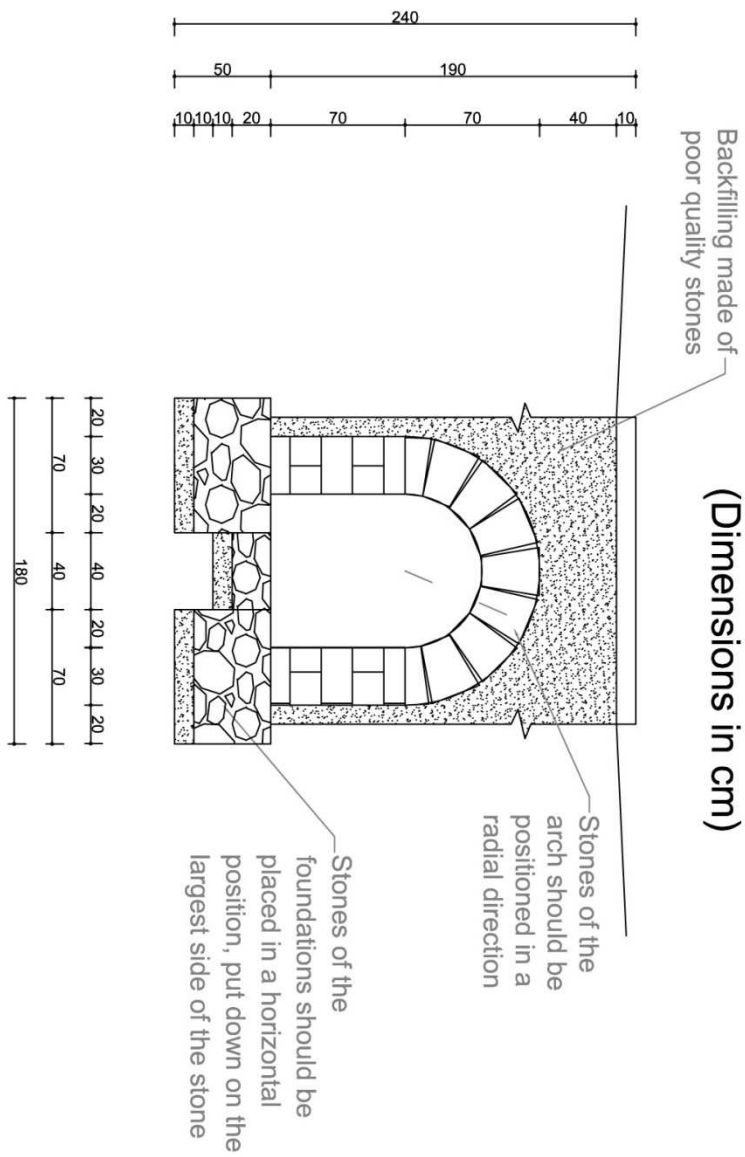 (Dimensions in cm)
Backfilling made of
poor quality stones
Stones of the
arch should be
positioned in a
radial direction
Stones of the
foundations should be
placed in a horizontal
position, put down on the
largest side of the stone
240
50 190
10 10 10 20 70 70 40 10
20 30 20 40 20 30 20
70 40 70
180